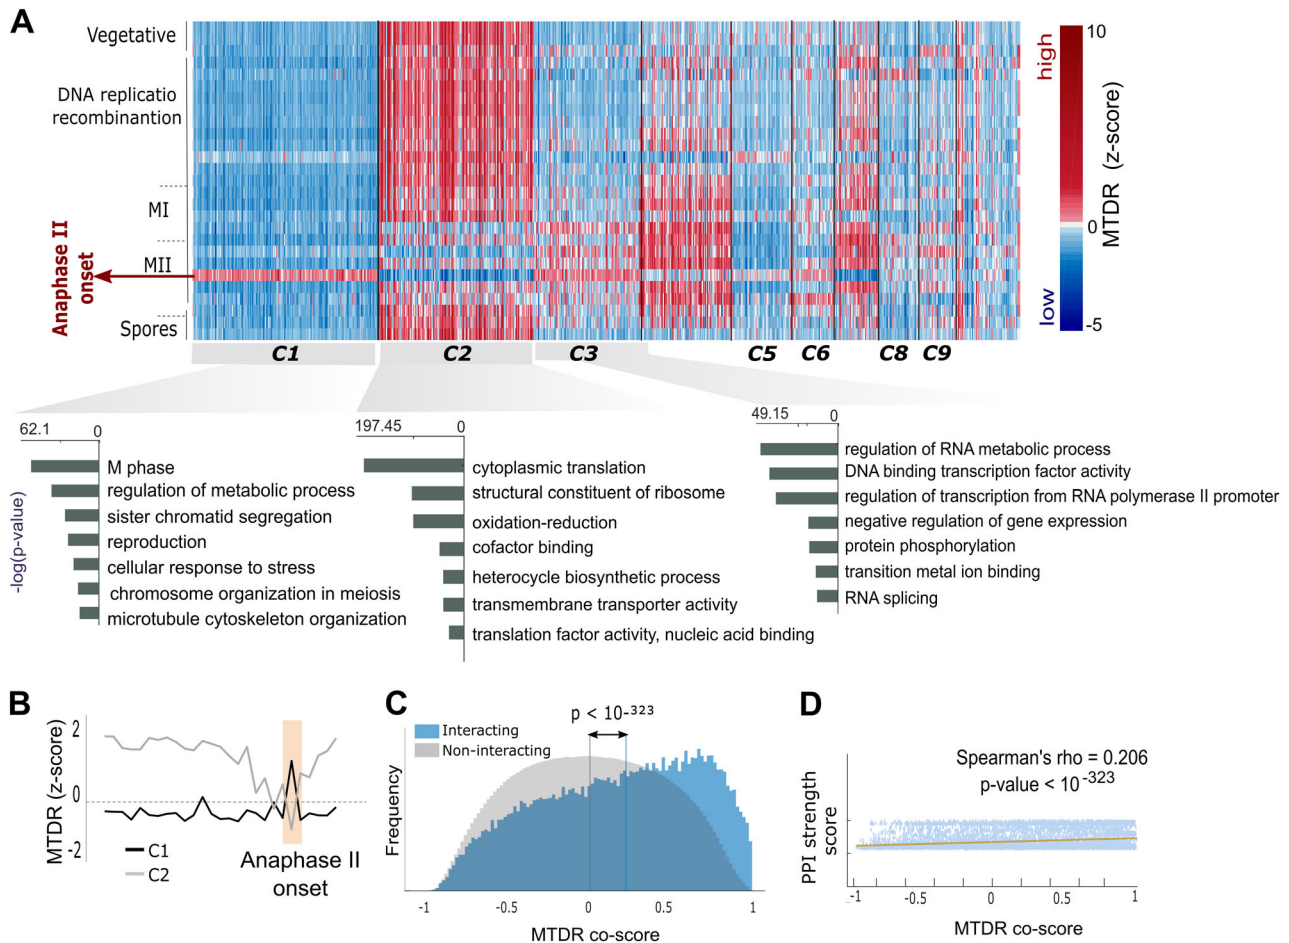 A
Vegetative
DNA replicatio
recombinantion
MI
MII
Spores
Anaphase II
onset
C1
C2
C3
C5
C6
C8
C9
high
low
10
0
-5
MTDR (z-score)
62.1
0
-log(p-value)
M phase
regulation of metabolic process
sister chromatid segregation
reproduction
cellular response to stress
chromosome organization in meiosis
microtubule cytoskeleton organization
197.45
0
cytoplasmic translation
structural constituent of ribosome
oxidation-reduction
cofactor binding
heterocycle biosynthetic process
transmembrane transporter activity
translation factor activity, nucleic acid binding
49.15
0
regulation of RNA metabolic process
DNA binding transcription factor activity
regulation of transcription from RNA polymerase II promoter
negative regulation of gene expression
protein phosphorylation
transition metal ion binding
RNA splicing
B
MTDR (z-score)
2
0
-2
C1
C2
Anaphase II
onset
C
p < 10-323
Interacting
Non-interacting
Frequency
-1
-0.5
0
0.5
1
MTDR co-score
D
Spearman's rho = 0.206
p-value < 10-323
PPI strength
score
-1
-0.5
0
0.5
1
MTDR co-score